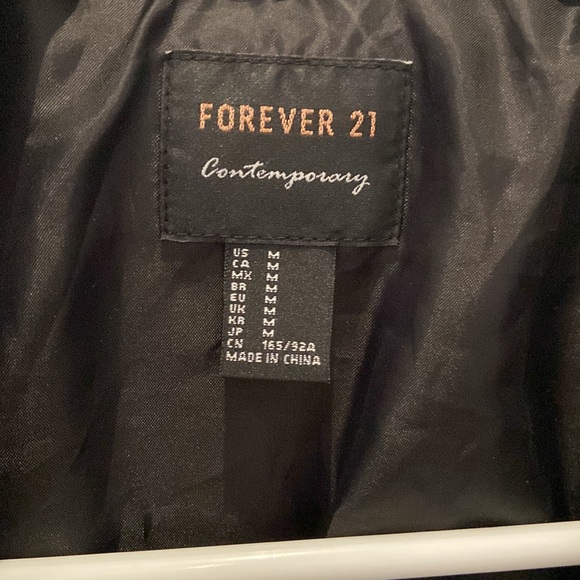 FOREVER 21
Contemporary
US M
CA M
MX M
BR M
EU M
UK M
KR M
JP M
CN 165/92A
MADE IN CHINA